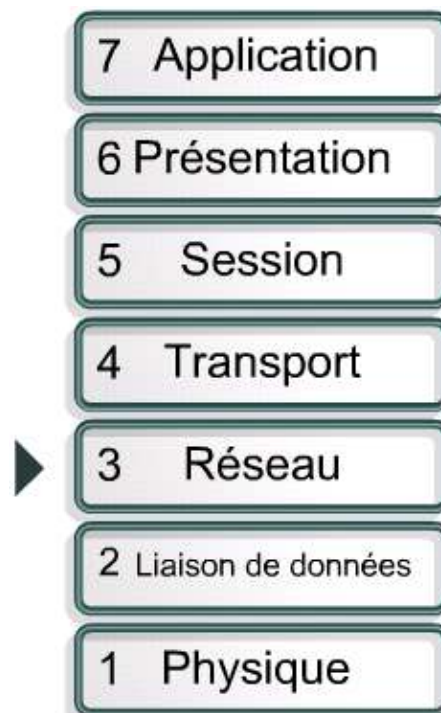 7 Application
6 Présentation
5 Session
4 Transport
3 Réseau
2 Liaison de données
1 Physique